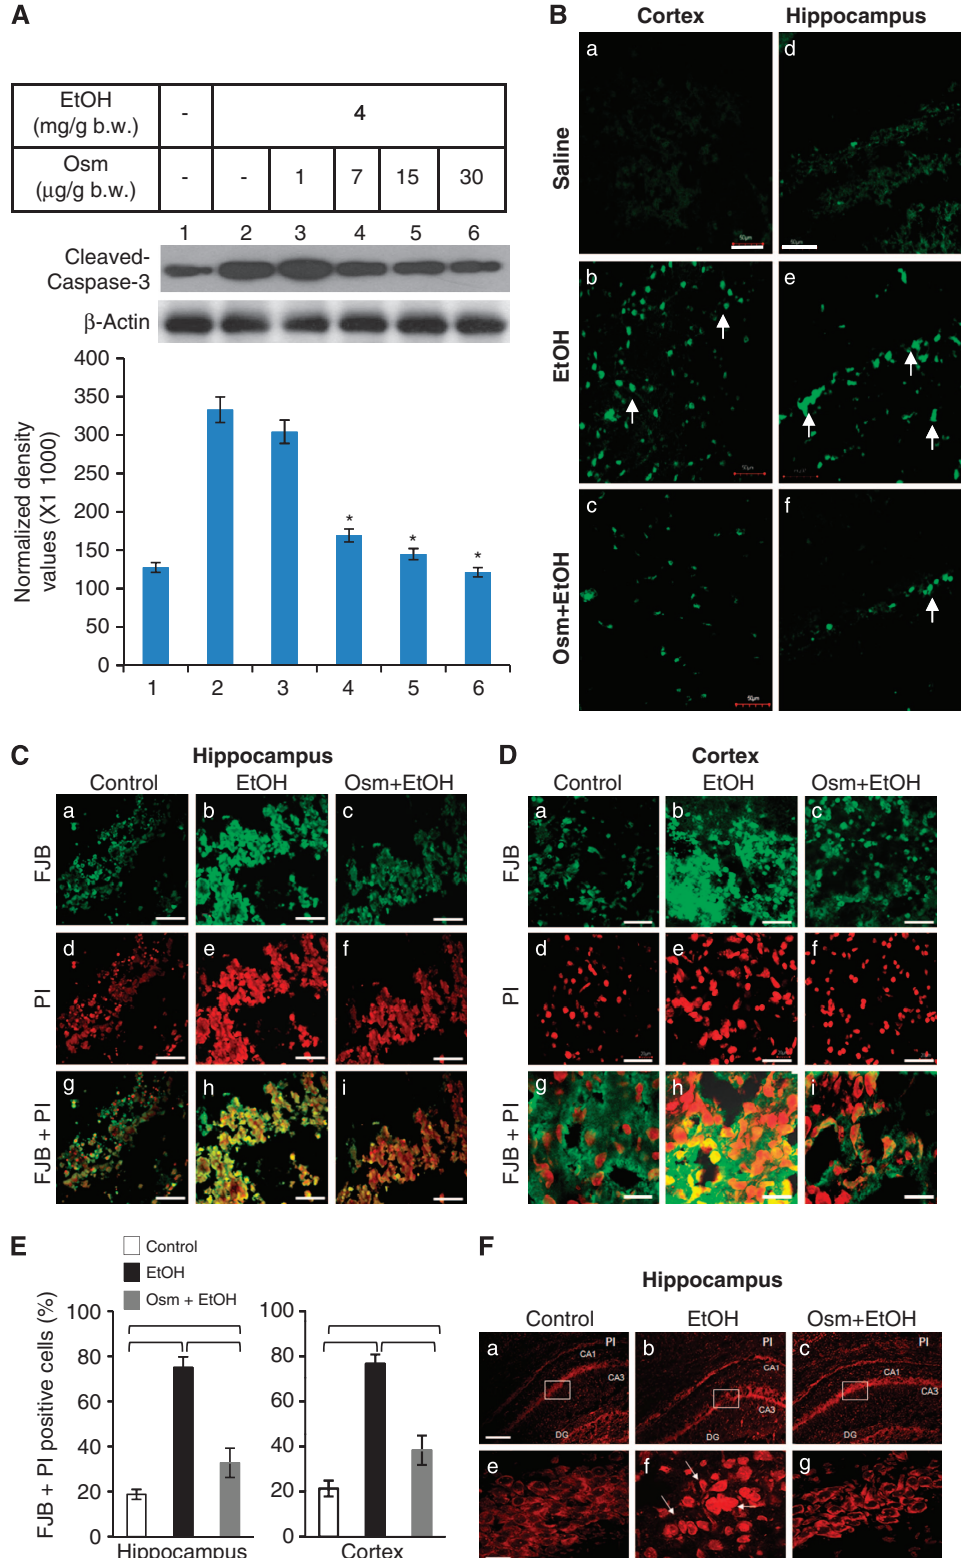 A
EtOH
(mg/g b.w.)
-
4
Osm
(μg/g b.w.)
-
-
1
7
15
30
1 2 3 4 5 6
Cleaved-
Caspase-3
β-Actin
Normalized density
values (X1 1000)
400
350
300
250
200
150
100
50
0
* * *
1 2 3 4 5 6
B
Cortex Hippocampus
Saline
a d
50μm 50μm
EtOH
b e
50μm
Osm+EtOH
c f
50μm
C
Hippocampus
Control EtOH Osm+EtOH
FJB
a b c
PI
d e f
FJB + PI
g h i
D
Cortex
Control EtOH Osm+EtOH
FJB
a b c
PI
d e f
FJB + PI
g h i
E
Control
EtOH
Osm + EtOH
FJB + PI positive cells (%)
100
80
60
40
20
0
Hippocampus
100
80
60
40
20
0
Cortex
F
Hippocampus
Control EtOH Osm+EtOH
a PI CA1 CA3 DG
b PI CA1 CA3 DG
c PI CA1 CA3 DG
e f g